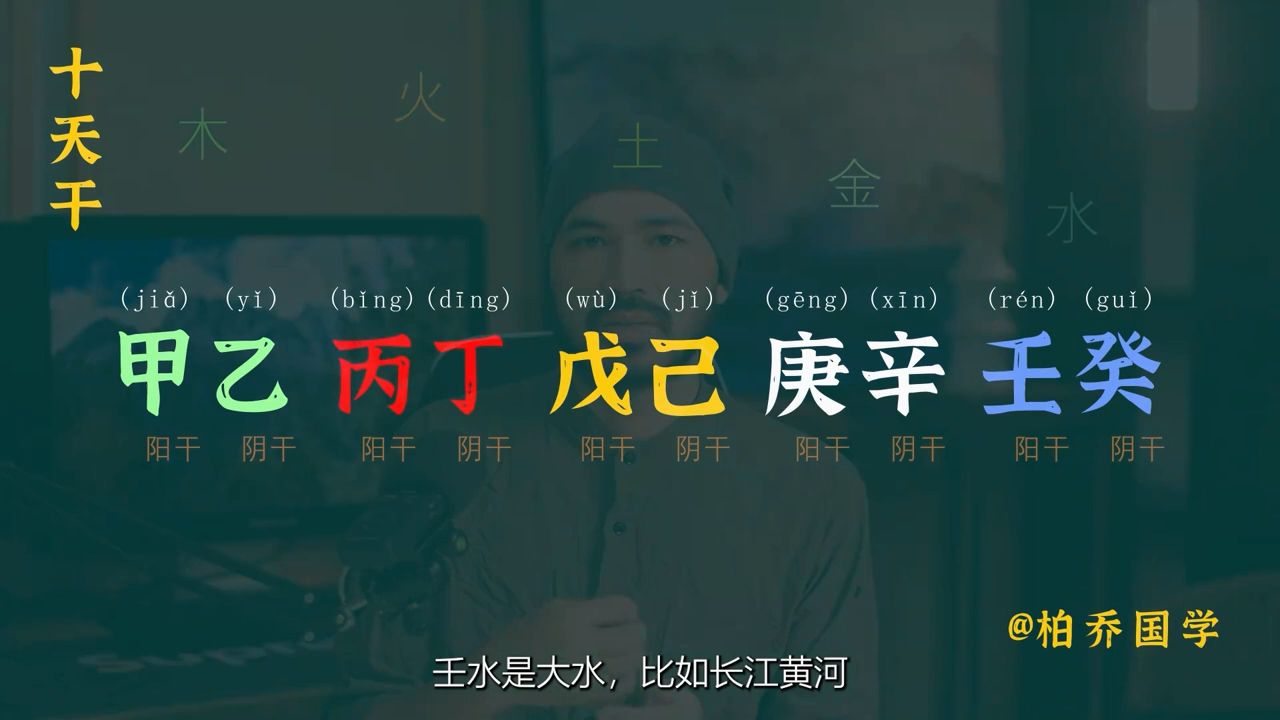 十天干
木 火 土 金 水
(jiǎ) (yǐ) (bǐng) (dīng) (wù) (jǐ) (gēng) (xīn) (rén) (guǐ)
甲乙 丙丁 戊己 庚辛 壬癸
阳干 阴干 阳干 阴干 阳干 阴干 阳干 阴干 阳干 阴干
@柏乔国学
壬水是大水，比如长江黄河